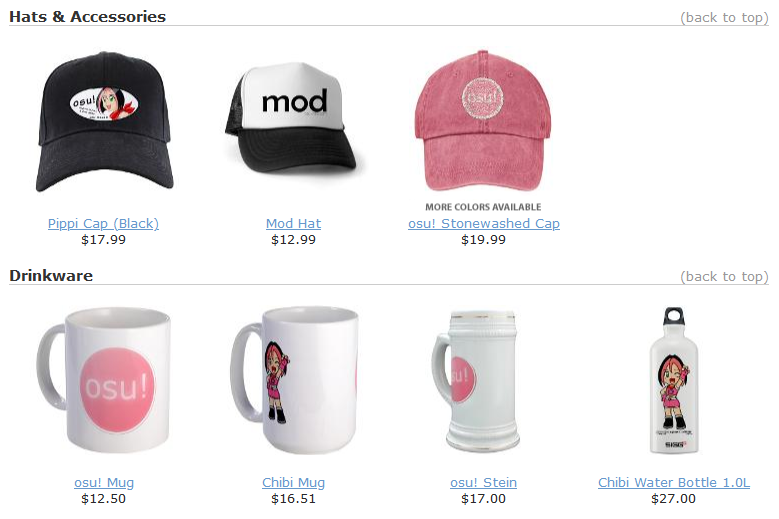 Hats & Accessories (back to top)
osu!
mod
osu!
MORE COLORS AVAILABLE
Pippi Cap (Black) Mod Hat osu! Stonewashed Cap
$17.99 $12.99 $19.99
Drinkware (back to top)
osu!
osu!
SIGG
osu! Mug Chibi Mug osu! Stein Chibi Water Bottle 1.0L
$12.50 $16.51 $17.00 $27.00